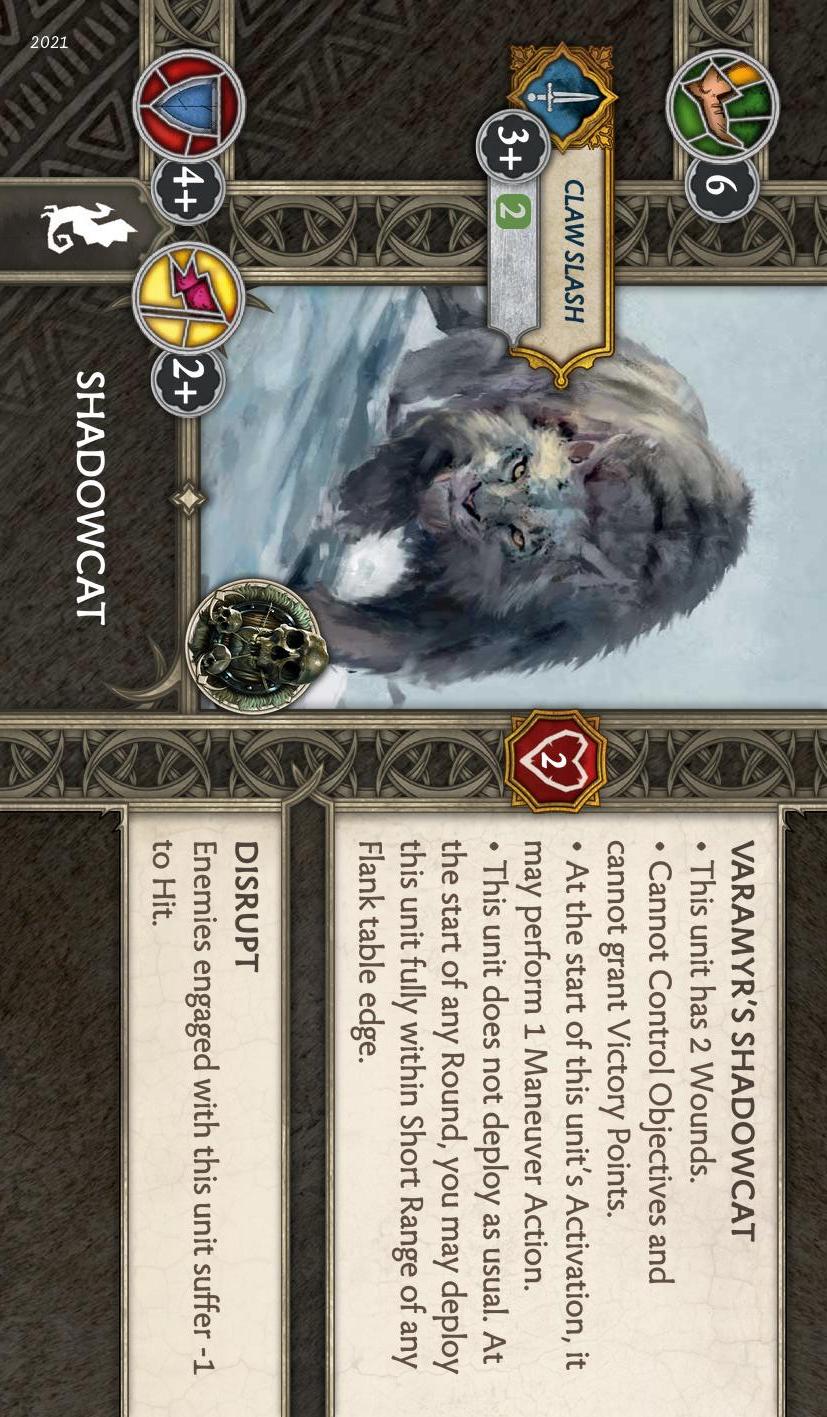 6
CLAW SLASH
3+
2
4+
2+
SHADOWCAT
2
VARAMYR'S SHADOWCAT
• This unit has 2 Wounds.
• Cannot Control Objectives and
cannot grant Victory Points.
• At the start of this unit's Activation, it
may perform 1 Maneuver Action.
• This unit does not deploy as usual. At
the start of any Round, you may deploy
this unit fully within Short Range of any
Flank table edge.
DISRUPT
Enemies engaged with this unit suffer -1
to Hit.
2021